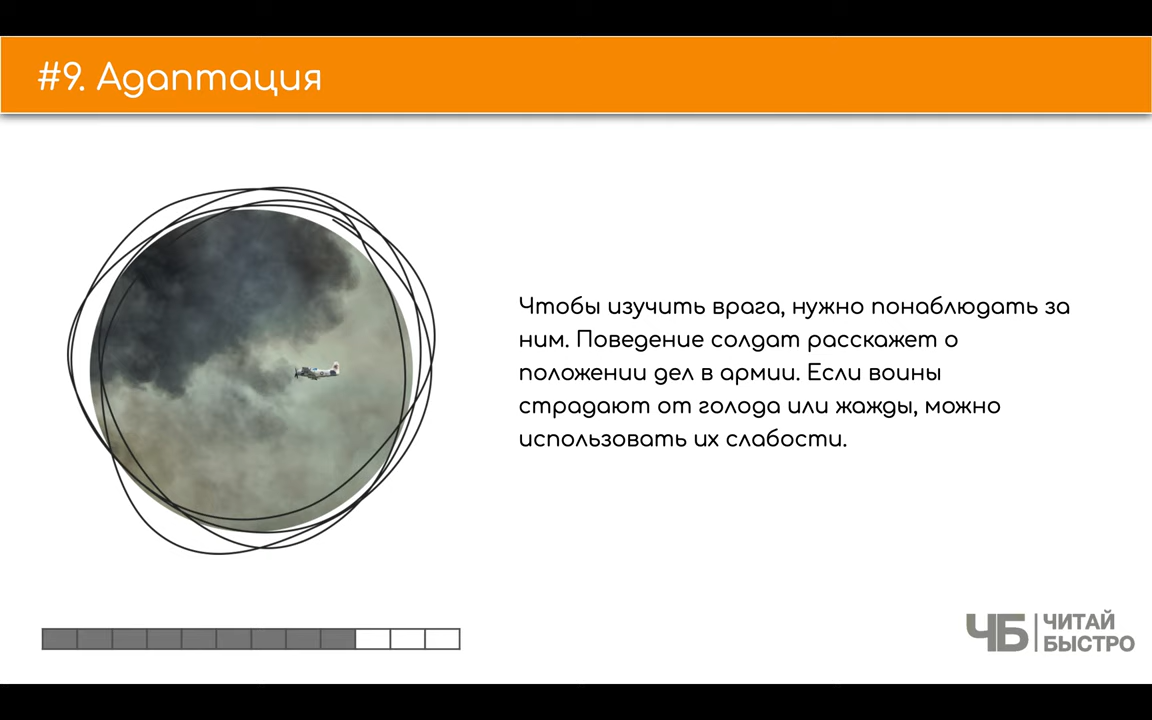 #9. Адаптация
Чтобы изучить врага, нужно понаблюдать за
ним. Поведение солдат расскажет о
положении дел в армии. Если воины
страдают от голода или жажды, можно
использовать их слабости.
ЧБ
ЧИТАЙ
БЫСТРО